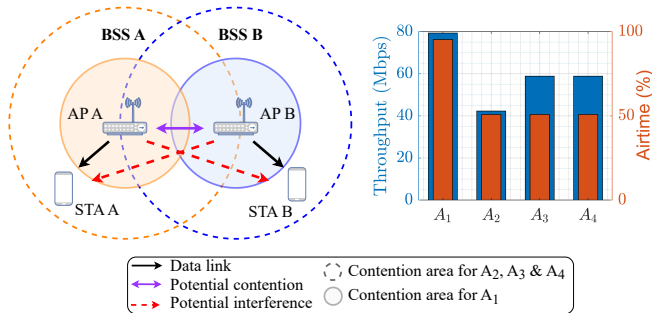 BSS A
BSS B
AP A
AP B
STA A
STA B
Throughput (Mbps)
80
60
40
20
0
A1
A2
A3
A4
100
50
0
Airtime (%)
Data link
Potential contention
Potential interference
Contention area for A2, A3 & A4
Contention area for A1